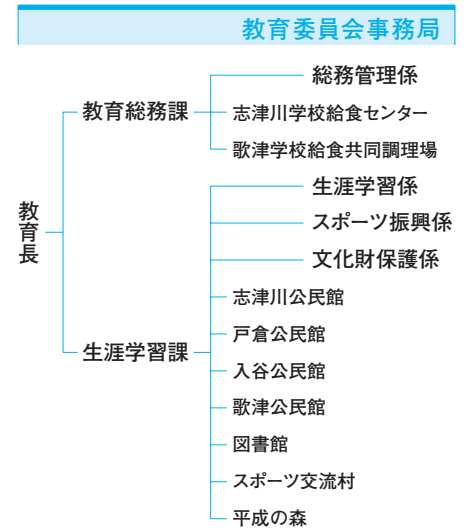 教育委員会事務局
教育長
教育総務課
総務管理係
志津川学校給食センター
歌津学校給食共同調理場
生涯学習課
生涯学習係
スポーツ振興係
文化財保護係
志津川公民館
戸倉公民館
入谷公民館
歌津公民館
図書館
スポーツ交流村
平成の森